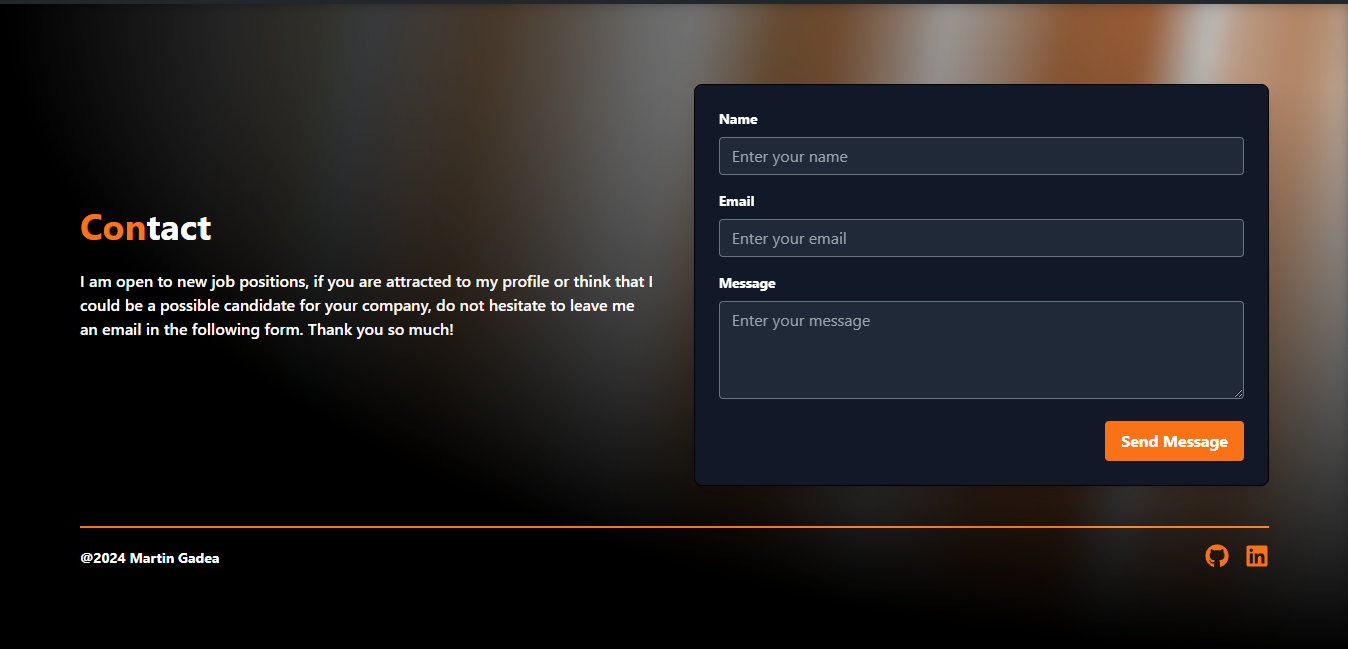 Contact
I am open to new job positions, if you are attracted to my profile or think that I
could be a possible candidate for your company, do not hesitate to leave me
an email in the following form. Thank you so much!
Name
Enter your name
Email
Enter your email
Message
Enter your message
Send Message
@2024 Martin Gadea
in